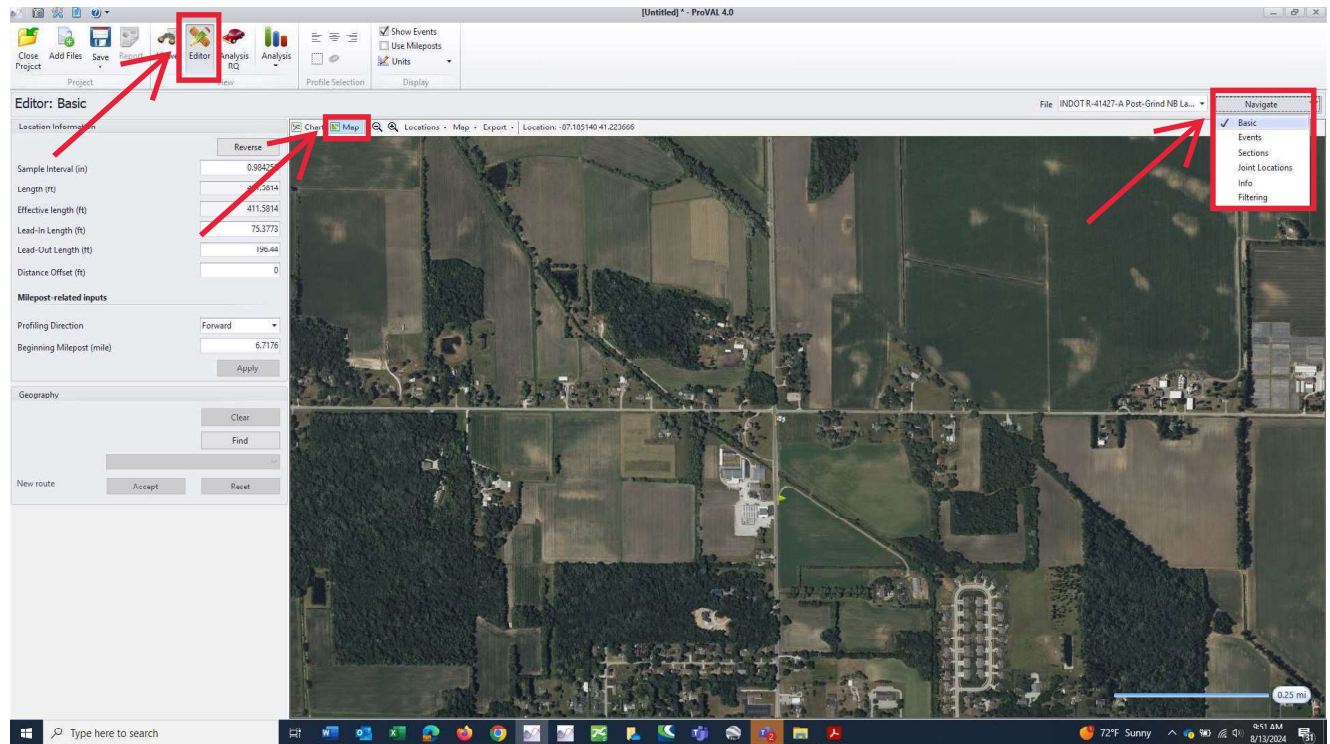 [Untitled] * - ProVAL 4.0
Close Project
Add Files
Save
Report
Editor
Analysis RQ
Analysis
Show Events
Use Mileposts
Units
Project
View
Profile Selection
Display
Editor: Basic
File INDOT R-41427-A Post-Grind NB La...
Navigate
Basic
Events
Sections
Joint Locations
Info
Filtering
Location Information
Chart Map Locations - Map - Export - Location: -87.185140 41.223666
Reverse
Sample Interval (in)
Length (ft)
Effective length (ft) 411.5814
Lead-In Length (ft) 75.3773
Lead-Out Length (ft) 196.44
Distance Offset (ft) 0
Milepost-related inputs
Profiling Direction Forward
Beginning Milepost (mile) 6.7176
Apply
Geography
Clear
Find
New route Accept Reset
0.25 mi
Type here to search
72°F Sunny
9:51 AM
8/13/2024